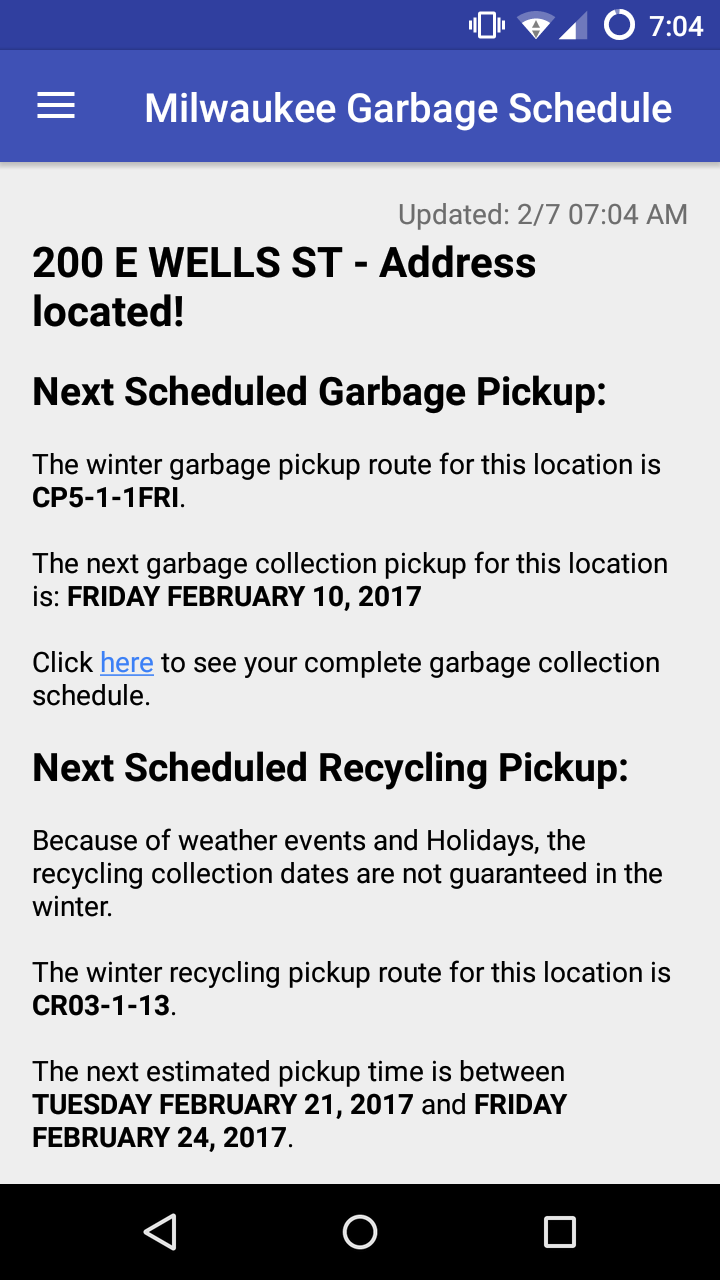 7:04
Milwaukee Garbage Schedule
Updated: 2/7 07:04 AM
200 E WELLS ST - Address
located!
Next Scheduled Garbage Pickup:
The winter garbage pickup route for this location is
CP5-1-1FRI.
The next garbage collection pickup for this location
is: FRIDAY FEBRUARY 10, 2017
Click here to see your complete garbage collection
schedule.
Next Scheduled Recycling Pickup:
Because of weather events and Holidays, the
recycling collection dates are not guaranteed in the
winter.
The winter recycling pickup route for this location is
CR03-1-13.
The next estimated pickup time is between
TUESDAY FEBRUARY 21, 2017 and FRIDAY
FEBRUARY 24, 2017.